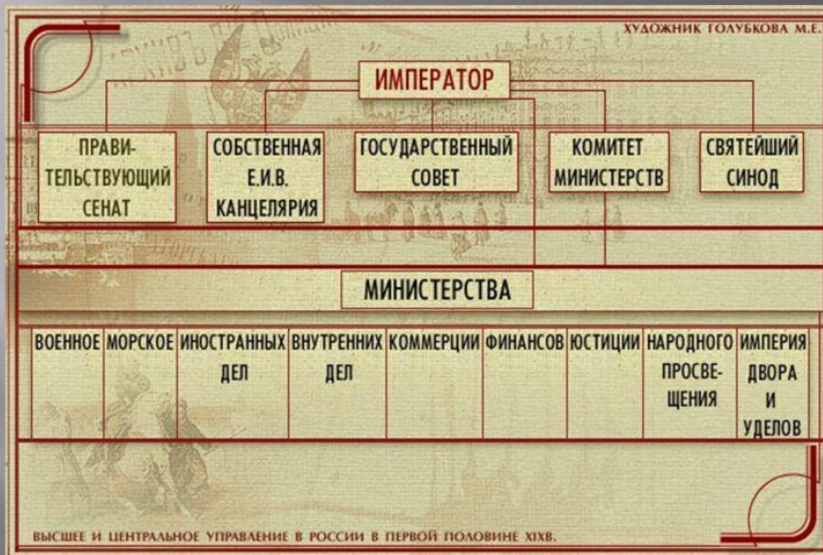 ХУДОЖНИК ГОЛУБКОВА М.Е.
ИМПЕРАТОР
ПРАВИ-
ТЕЛЬСТВУЮЩИЙ
СЕНАТ
СОБСТВЕННАЯ
Е.И.В.
КАНЦЕЛЯРИЯ
ГОСУДАРСТВЕННЫЙ
СОВЕТ
КОМИТЕТ
МИНИСТЕРСТВ
СВЯТЕЙШИЙ
СИНОД
МИНИСТЕРСТВА
ВОЕННОЕ
МОРСКОЕ
ИНОСТРАННЫХ
ДЕЛ
ВНУТРЕННИХ
ДЕЛ
КОММЕРЦИИ
ФИНАНСОВ
ЮСТИЦИИ
НАРОДНОГО
ПРОСВЕ-
ЩЕНИЯ
ИМПЕРИЯ
ДВОРА
И
УДЕЛОВ
ВЫСШЕЕ И ЦЕНТРАЛЬНОЕ УПРАВЛЕНИЕ В РОССИИ В ПЕРВОЙ ПОЛОВИНЕ XIXВ.